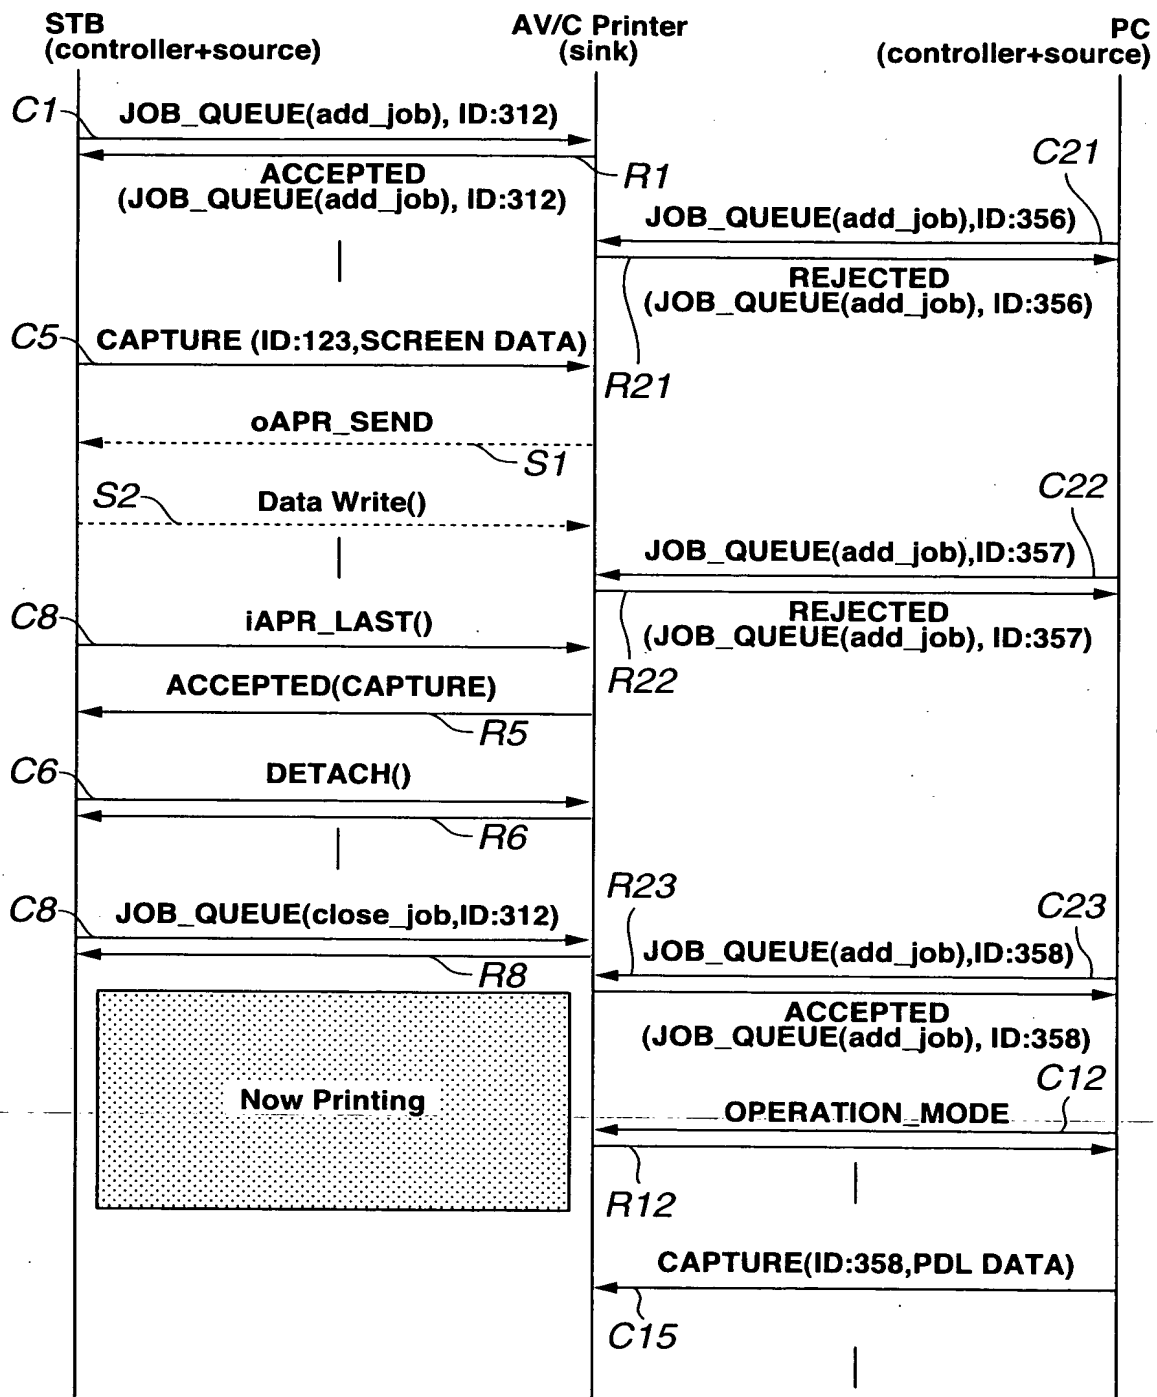 STB
(controller+source)
AV/C Printer
(sink)
PC
(controller+source)
C1
JOB_QUEUE(add_job), ID:312)
R1
ACCEPTED
(JOB_QUEUE(add_job), ID:312)
C21
JOB_QUEUE(add_job),ID:356)
REJECTED
(JOB_QUEUE(add_job), ID:356)
R21
C5
CAPTURE (ID:123,SCREEN DATA)
oAPR_SEND
S1
S2
Data Write()
C22
JOB_QUEUE(add_job),ID:357)
REJECTED
(JOB_QUEUE(add_job), ID:357)
R22
C8
iAPR_LAST()
ACCEPTED(CAPTURE)
R5
C6
DETACH()
R6
C8
JOB_QUEUE(close_job,ID:312)
R8
R23
C23
JOB_QUEUE(add_job),ID:358)
ACCEPTED
(JOB_QUEUE(add_job), ID:358)
Now Printing
C12
OPERATION_MODE
R12
CAPTURE(ID:358,PDL DATA)
C15